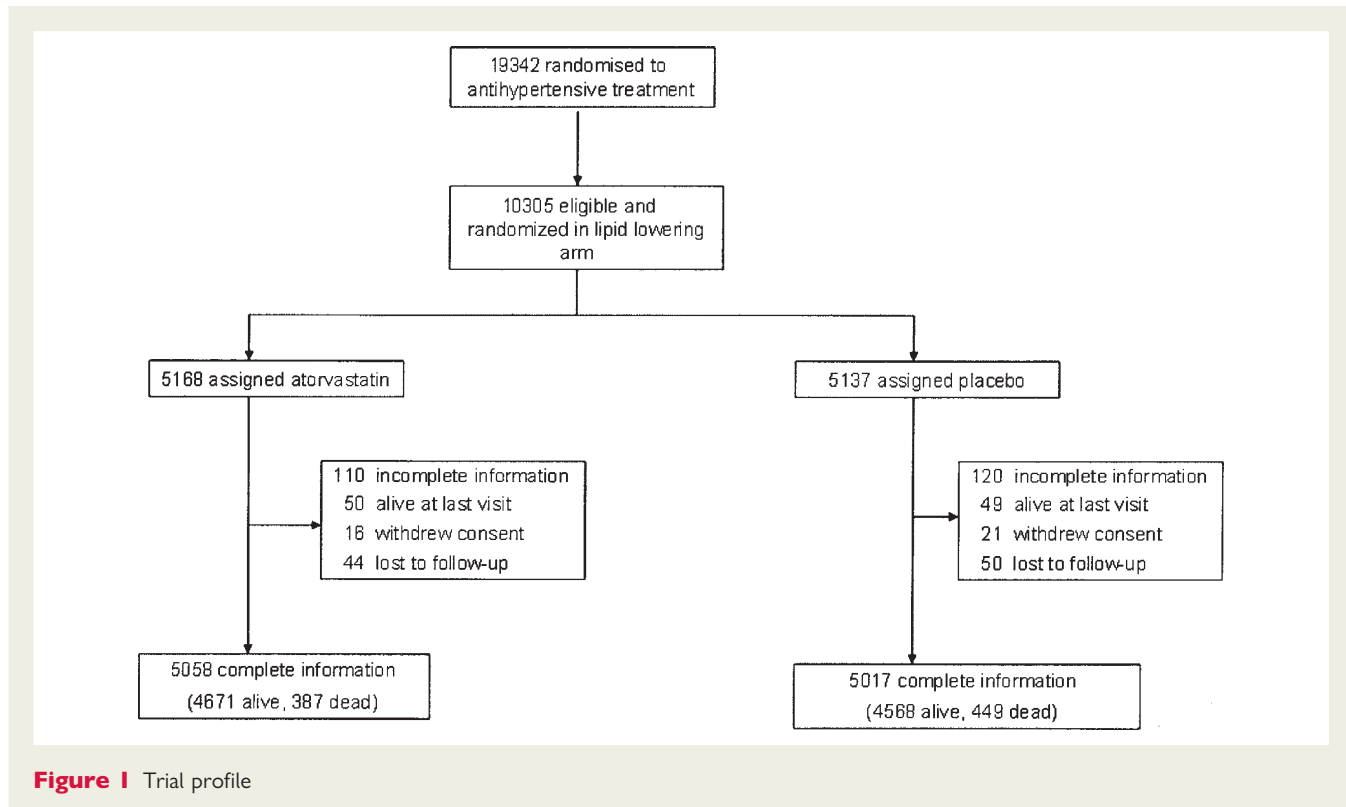 19342 randomised to
antihypertensive treatment
10305 eligible and
randomized in lipid lowering
arm
5168 assigned atorvastatin
5137 assigned placebo
110 incomplete information
50 alive at last visit
16 withdrew consent
44 lost to follow-up
120 incomplete information
49 alive at last visit
21 withdrew consent
50 lost to follow-up
5058 complete information
(4671 alive, 387 dead)
5017 complete information
(4568 alive, 449 dead)
Figure 1 Trial profile